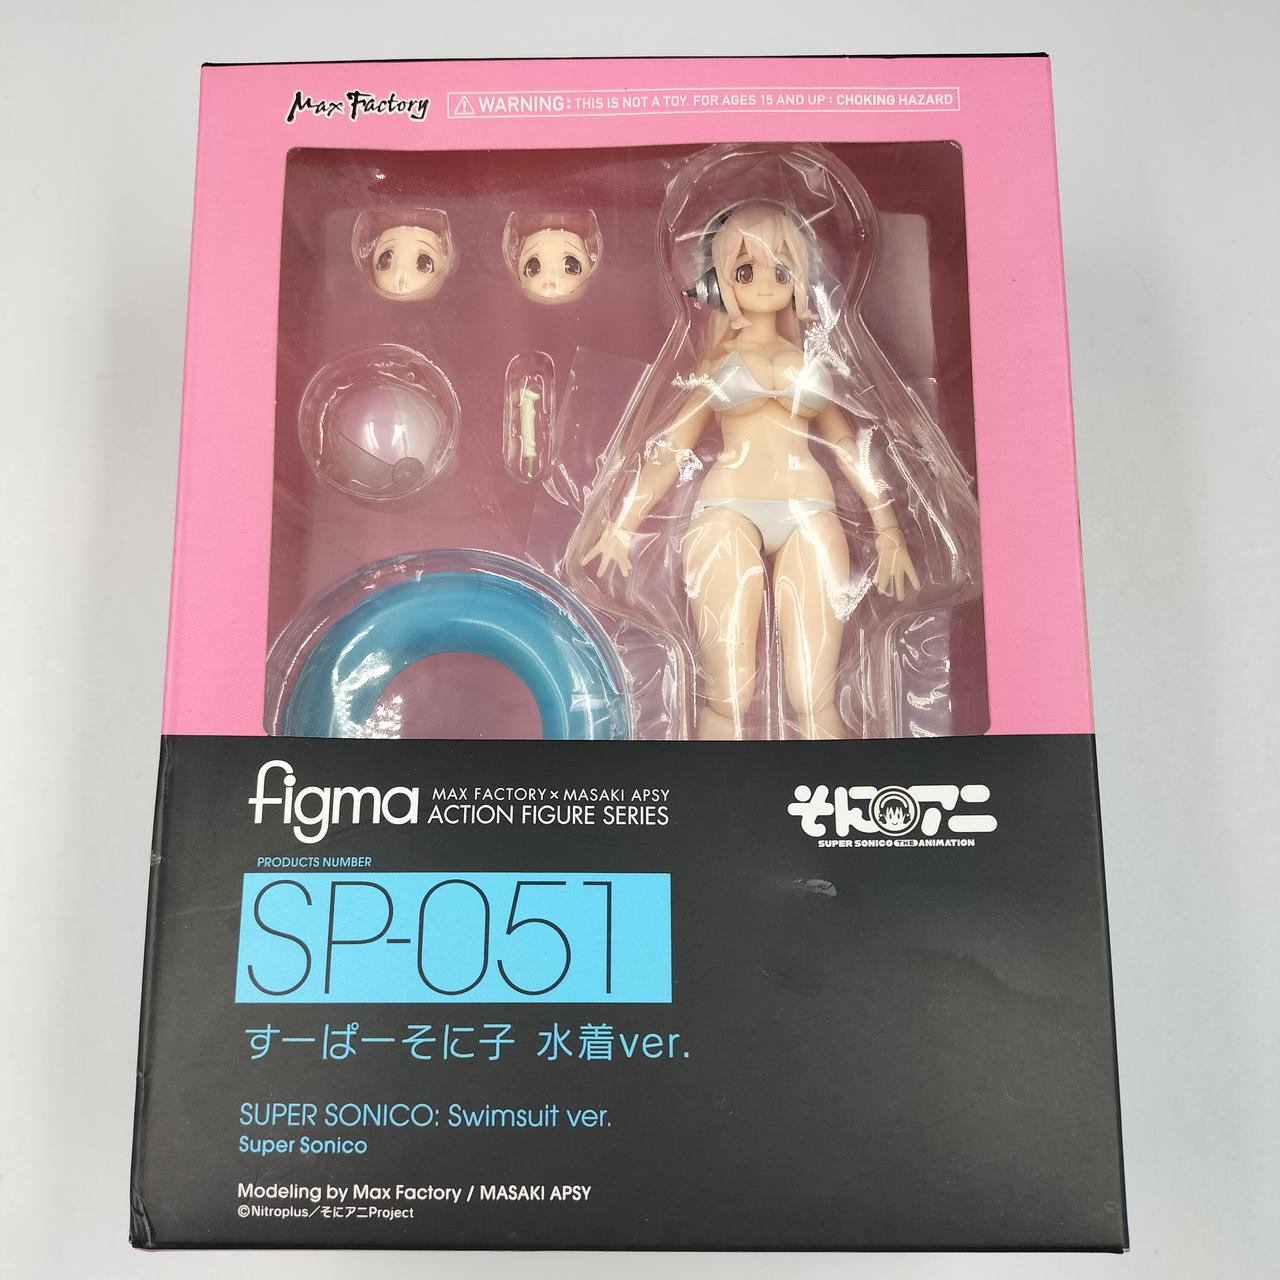 Max Factory
⚠ WARNING: THIS IS NOT A TOY. FOR AGES 15 AND UP : CHOKING HAZARD
figma MAX FACTORY × MASAKI APSY
ACTION FIGURE SERIES
そにアニ
SUPER SONICO THE ANIMATION
PRODUCTS NUMBER
SP-051
すーぱーそに子 水着ver.
SUPER SONICO: Swimsuit ver.
Super Sonico
Modeling by Max Factory / MASAKI APSY
©Nitroplus/そにアニProject